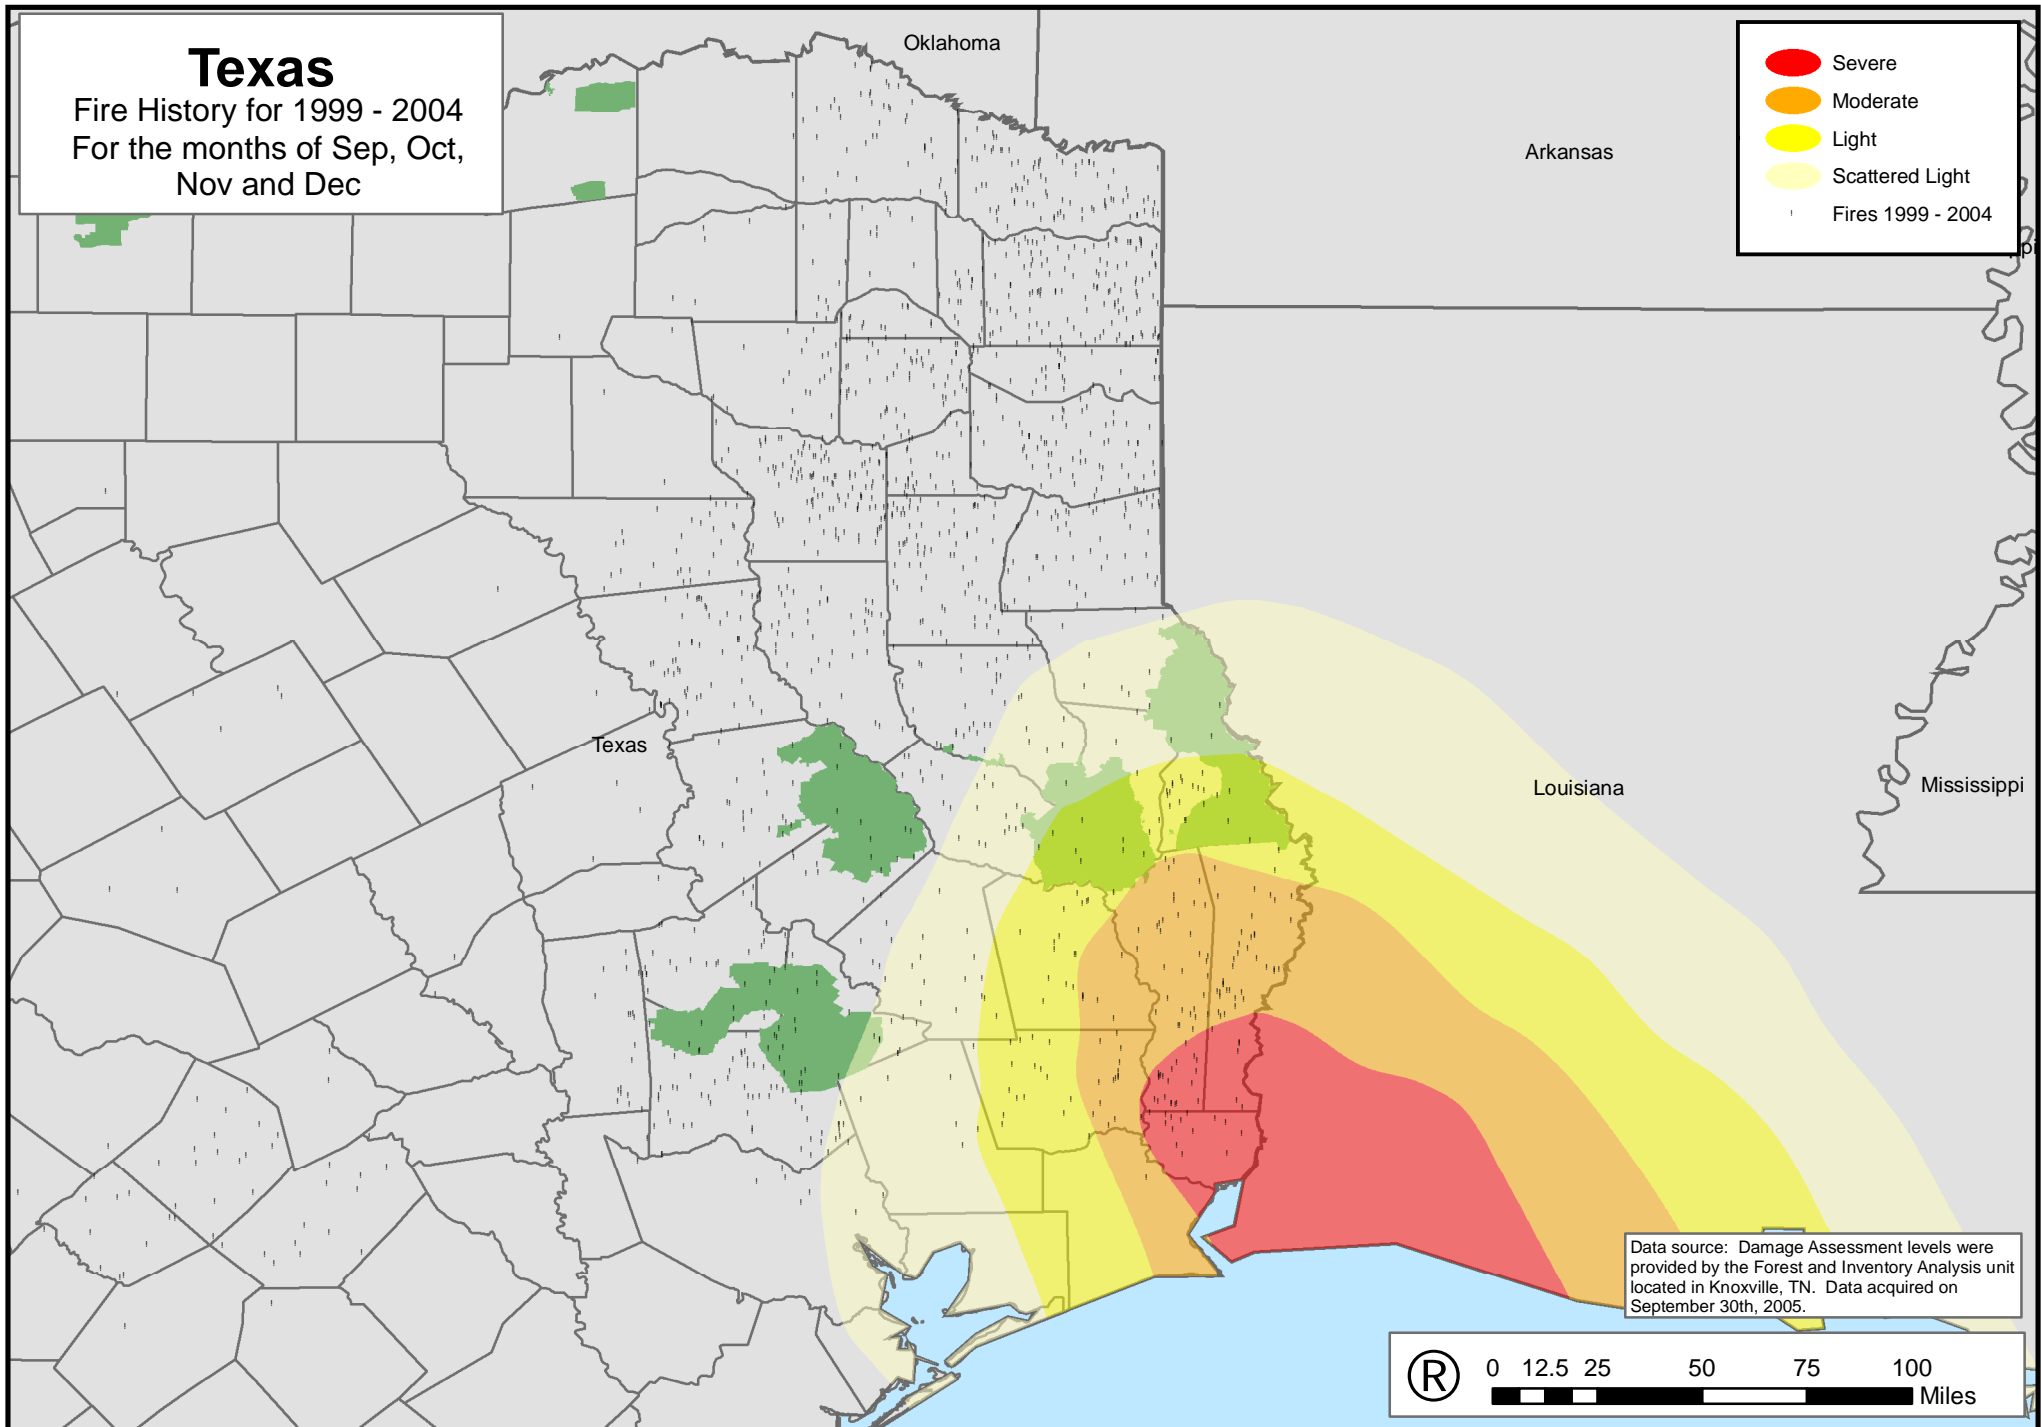 Texas
Fire History for 1999 - 2004
For the months of Sep, Oct,
Nov and Dec
Oklahoma
Arkansas
Severe
Moderate
Light
Scattered Light
Fires 1999 - 2004
ppi
Texas
Louisiana
Mississippi
Data source: Damage Assessment levels were
provided by the Forest and Inventory Analysis unit
located in Knoxville, TN. Data acquired on
September 30th, 2005.
®
0 12.5 25 50 75 100
Miles